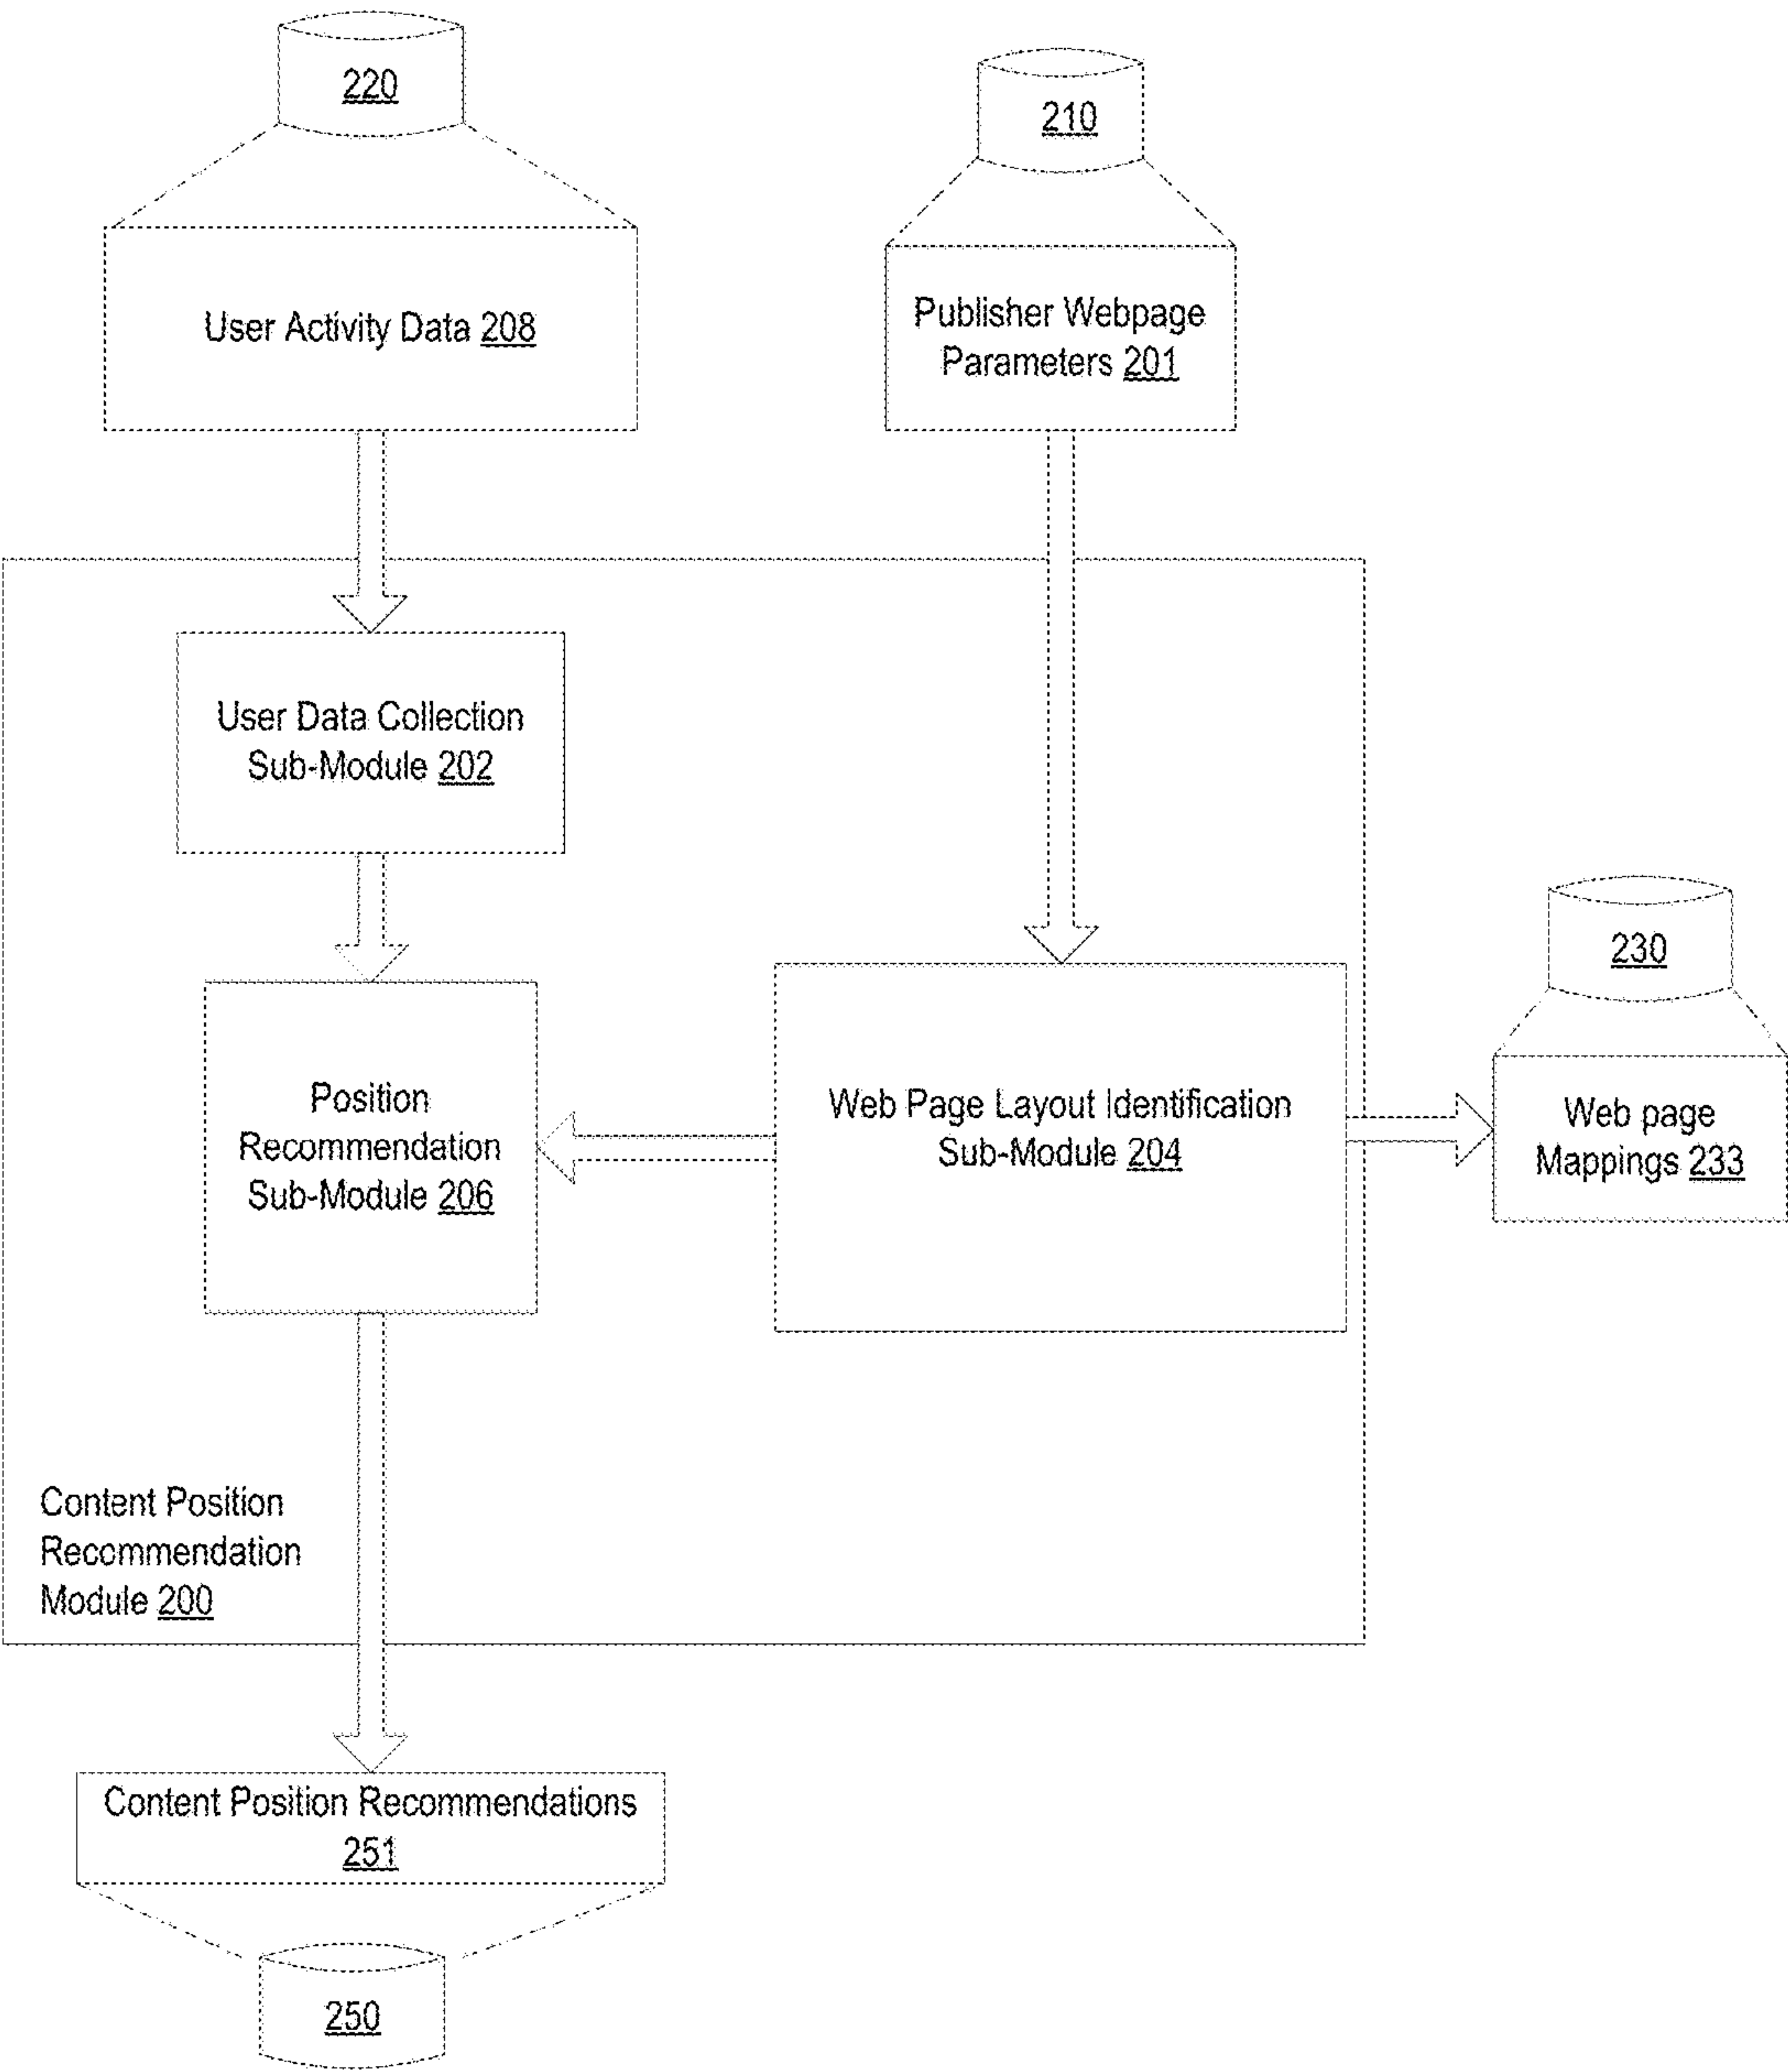 220
210
User Activity Data 208
Publisher Webpage
Parameters 201
User Data Collection
Sub-Module 202
230
Position
Recommendation
Sub-Module 206
Web Page Layout Identification
Sub-Module 204
Web page
Mappings 233
Content Position
Recommendation
Module 200
Content Position Recommendations
251
250